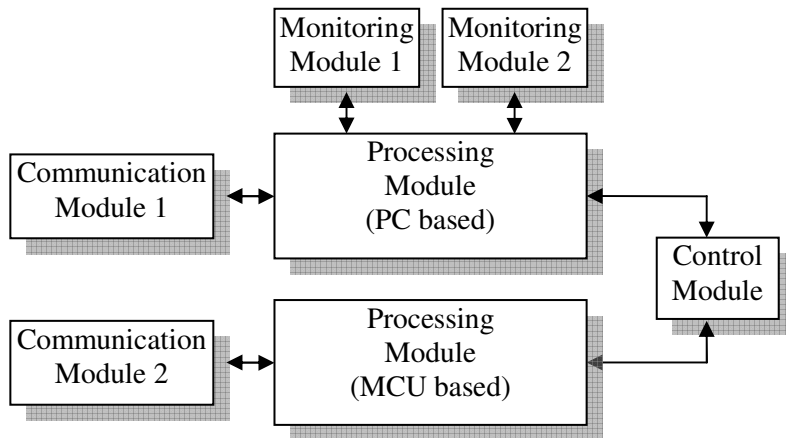 Monitoring
Module 1
Monitoring
Module 2
Communication
Module 1
Processing
Module
(PC based)
Control
Module
Communication
Module 2
Processing
Module
(MCU based)